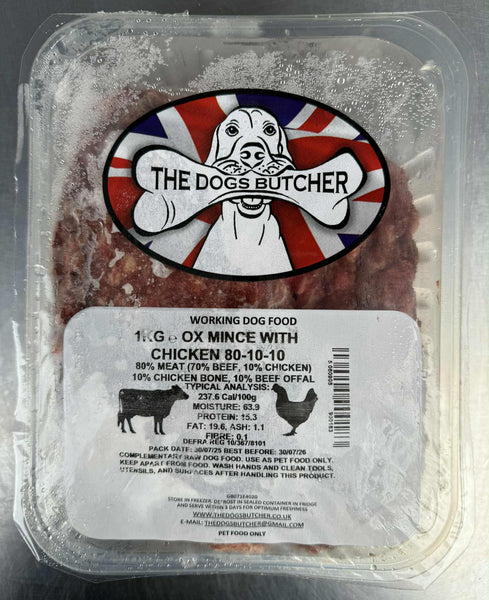 THE DOGS BUTCHER
WORKING DOG FOOD
1KG ℮ OX MINCE WITH
CHICKEN 80-10-10
80% MEAT (70% BEEF, 10% CHICKEN)
10% CHICKEN BONE, 10% BEEF OFFAL
TYPICAL ANALYSIS:
237.6 Cal/100g
MOISTURE: 63.9
PROTEIN: 15.3
FAT: 19.6, ASH: 1.1
FIBRE: 0.1
DEFRA REG 10/367/8101
PACK DATE: 30/07/25 BEST BEFORE: 30/07/26
COMPLEMENTARY RAW DOG FOOD. USE AS PET FOOD ONLY.
KEEP APART FROM FOOD. WASH HANDS AND CLEAN TOOLS,
UTENSILS, AND SURFACES AFTER HANDLING THIS PRODUCT.
STORE IN FREEZER. DEFROST IN SEALED CONTAINER IN FRIDGE
AND SERVE WITHIN 3 DAYS FOR OPTIMUM FRESHNESS
WWW.THEDOGSBUTCHER.CO.UK
E-MAIL: THEDOGSBUTCHER@GMAIL.COM
PET FOOD ONLY